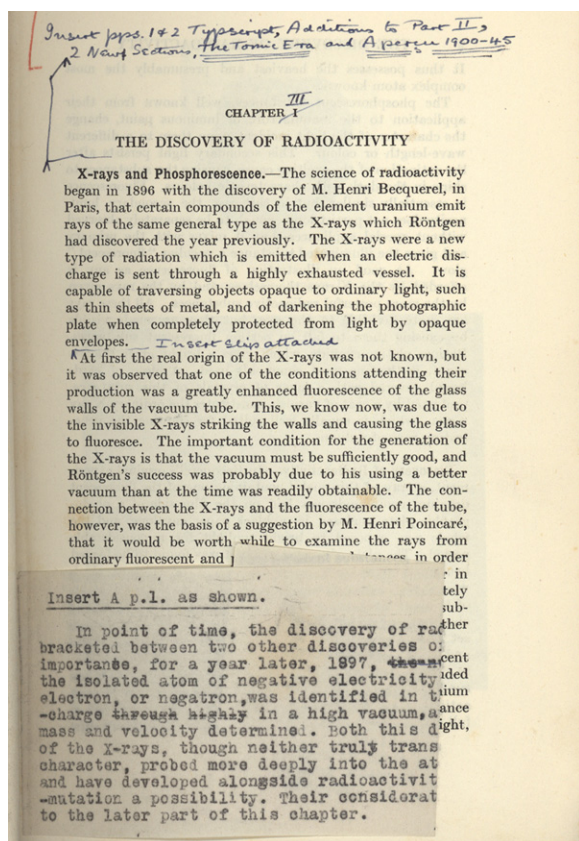 Insert pps. 1 & 2 Typscript, Additions to Part II,
2 New Sections, The Tomic Era and Aperçu 1900-45
CHAPTER I III
THE DISCOVERY OF RADIOACTIVITY
X-rays and Phosphorescence.—The science of radioactivity
began in 1896 with the discovery of M. Henri Becquerel, in
Paris, that certain compounds of the element uranium emit
rays of the same general type as the X-rays which Röntgen
had discovered the year previously. The X-rays were a new
type of radiation which is emitted when an electric dis-
charge is sent through a highly exhausted vessel. It is
capable of traversing objects opaque to ordinary light, such
as thin sheets of metal, and of darkening the photographic
plate when completely protected from light by opaque
envelopes. Insert slip attached
At first the real origin of the X-rays was not known, but
it was observed that one of the conditions attending their
production was a greatly enhanced fluorescence of the glass
walls of the vacuum tube. This, we know now, was due to
the invisible X-rays striking the walls and causing the glass
to fluoresce. The important condition for the generation of
the X-rays is that the vacuum must be sufficiently good, and
Röntgen's success was probably due to his using a better
vacuum than at the time was readily obtainable. The con-
nection between the X-rays and the fluorescence of the tube,
however, was the basis of a suggestion by M. Henri Poincaré,
that it would be worth while to examine the rays from
ordinary fluorescent and in order
in
tely
sub-
ther
cent
ded
ium
ance
ight,
Insert A p.1. as shown.
In point of time, the discovery of rad
bracketed between two other discoveries o
importance, for a year later, 1897,
the isolated atom of negative electricity
electron, or negatron,was identified in t
-charge through highly in a high vacuum,a
mass and velocity determined. Both this d
of the X-rays, though neither truly trans
character, probed more deeply into the at
and have developed alongside radioactivit
-mutation a possibility. Their considerat
to the later part of this chapter.